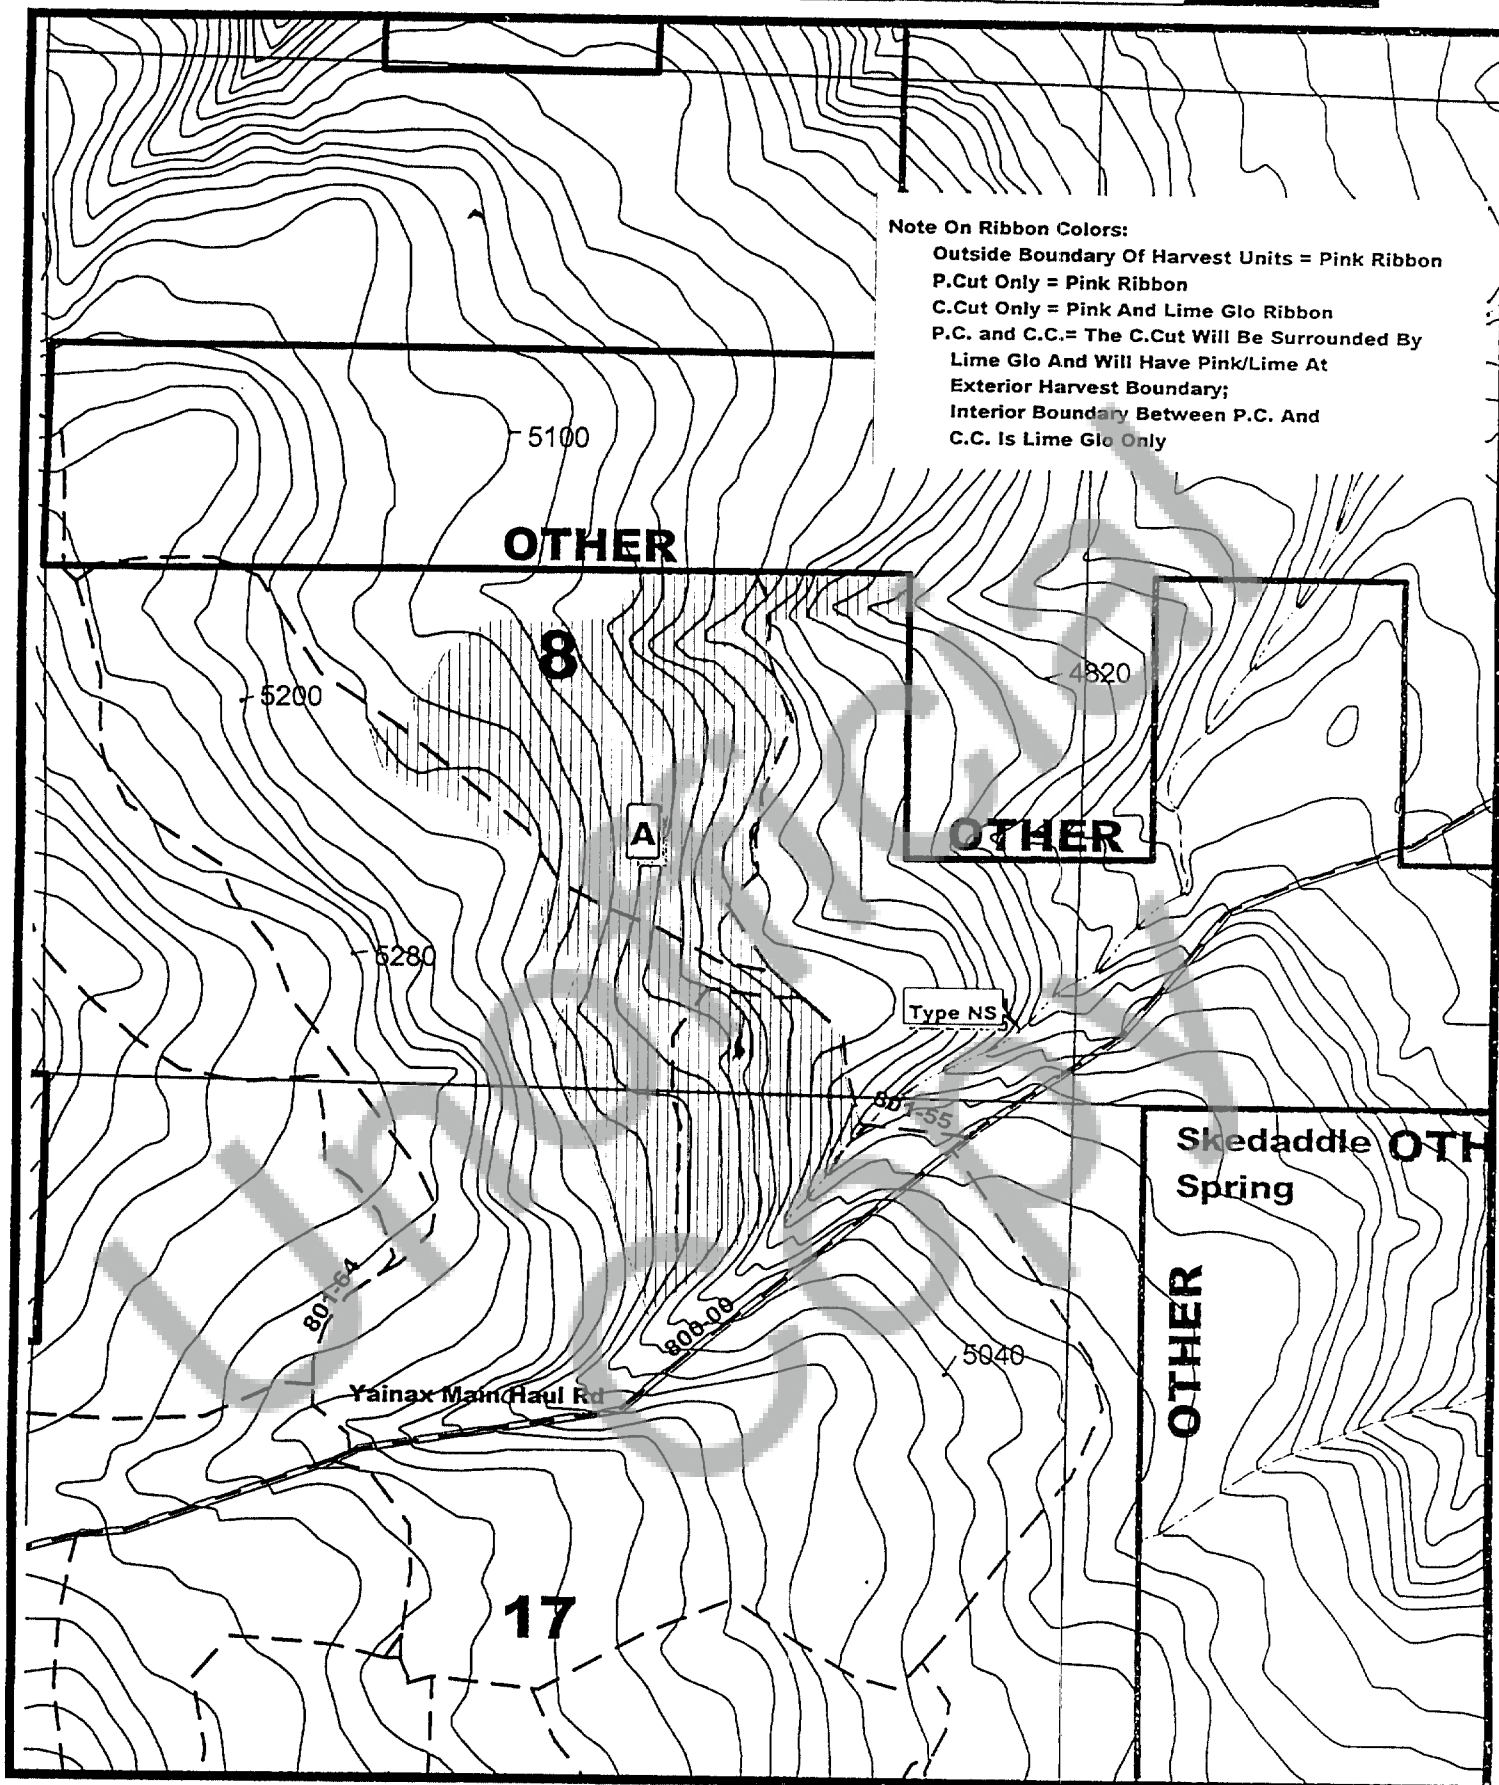 Note On Ribbon Colors:
Outside Boundary Of Harvest Units = Pink Ribbon
P.Cut Only = Pink Ribbon
C.Cut Only = Pink And Lime Glo Ribbon
P.C. and C.C.= The C.Cut Will Be Surrounded By
Lime Glo And Will Have Pink/Lime At
Exterior Harvest Boundary;
Interior Boundary Between P.C. And
C.C. Is Lime Glo Only
5100
OTHER
8
5200
4820
A
OTHER
5280
Type NS
801-55
Skedaddle OTH
Spring
801-64
800-00
OTHER
5040
Yainax Main Haul Rd
17
Unofficial
Copy